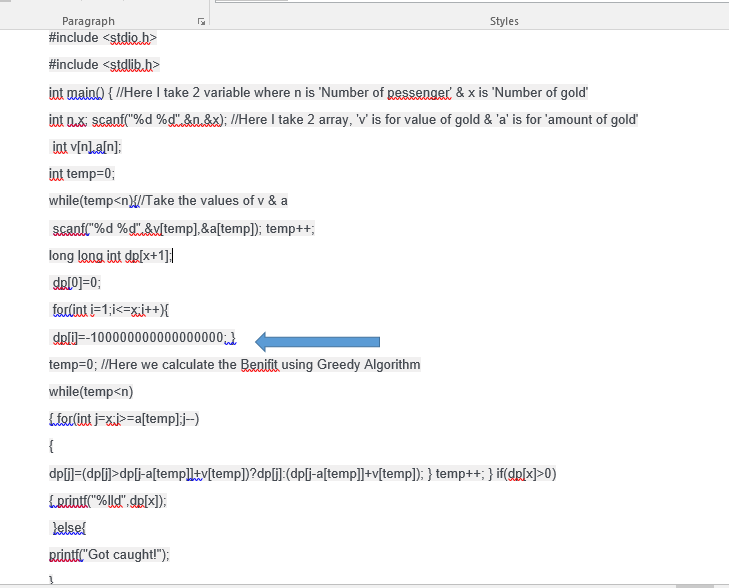 Paragraph
Styles
#include <stdio.h>
#include <stdlib.h>
int main() { //Here I take 2 variable where n is 'Number of pessenger' & x is 'Number of gold'
int n,x; scanf("%d %d",&n,&x); //Here I take 2 array, 'v' is for value of gold & 'a' is for 'amount of gold'
int v[n],a[n];
int temp=0;
while(temp<n){//Take the values of v & a
scanf("%d %d",&v[temp],&a[temp]); temp++;
long long int dp[x+1];
dp[0]=0;
for(int i=1;i<=x;i++){
dp[i]=-100000000000000000; }
temp=0; //Here we calculate the Benifit using Greedy Algorithm
while(temp<n)
{ for(int j=x;j>=a[temp];j--)
{
dp[j]=(dp[j]>dp[j-a[temp]]+v[temp])?dp[j]:(dp[j-a[temp]]+v[temp]); } temp++; } if(dp[x]>0)
{ printf("%lld",dp[x]);
}else{
printf("Got caught!");
}